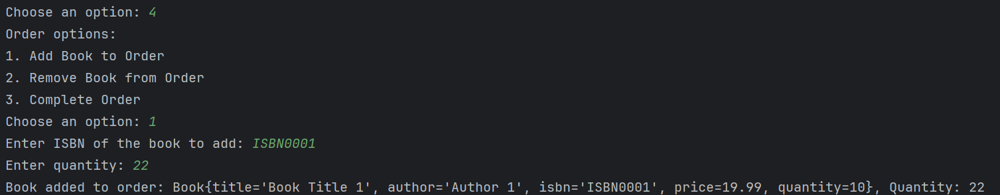 Choose an option: 4
Order options:
1. Add Book to Order
2. Remove Book from Order
3. Complete Order
Choose an option: 1
Enter ISBN of the book to add: ISBN0001
Enter quantity: 22
Book added to order: Book{title='Book Title 1', author='Author 1', isbn='ISBN0001', price=19.99, quantity=10}, Quantity: 22